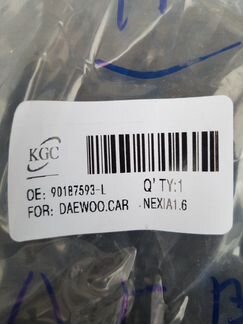 KGC
OE: 90187593-L Q'TY:1
FOR: DAEWOO.CAR NEXIA1.6